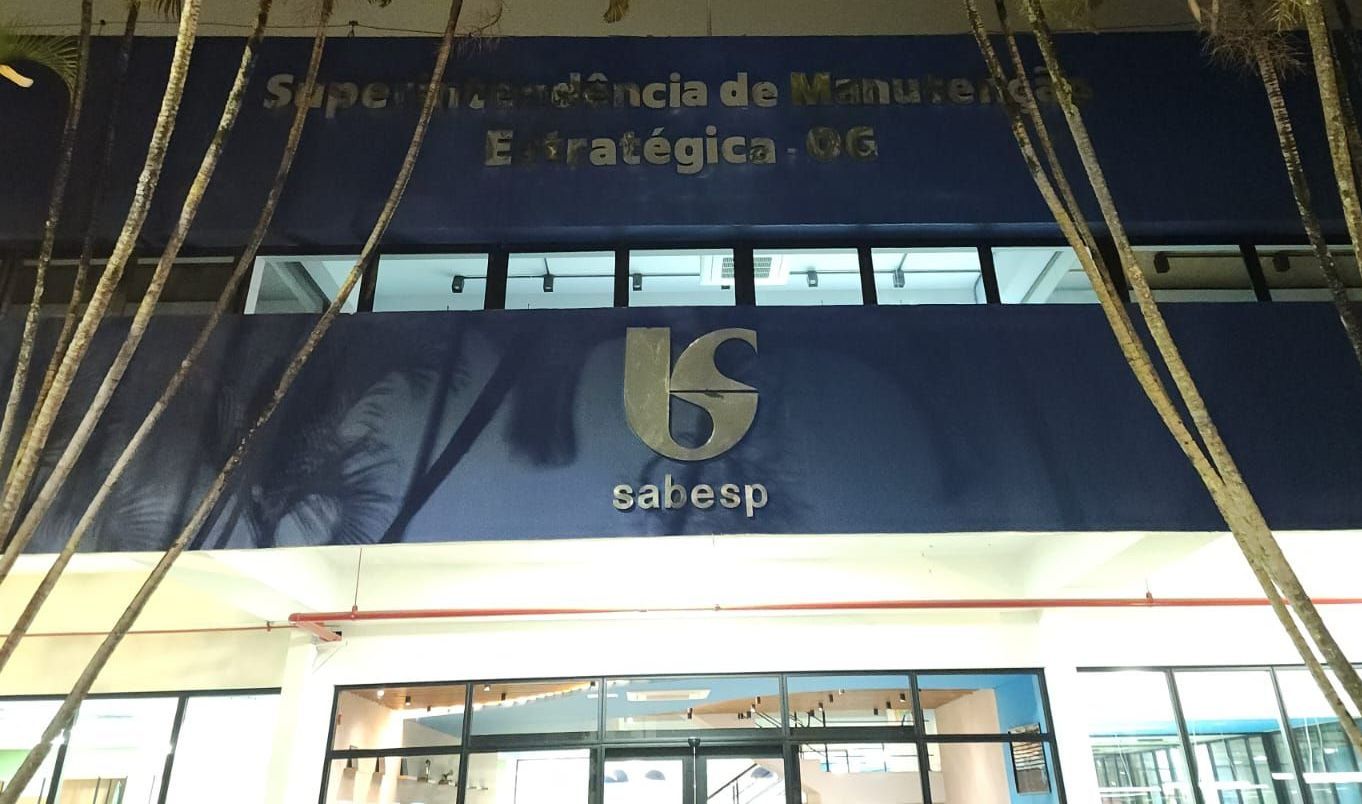 Superintendência de Manutenção
Estratégica - OG
sabesp